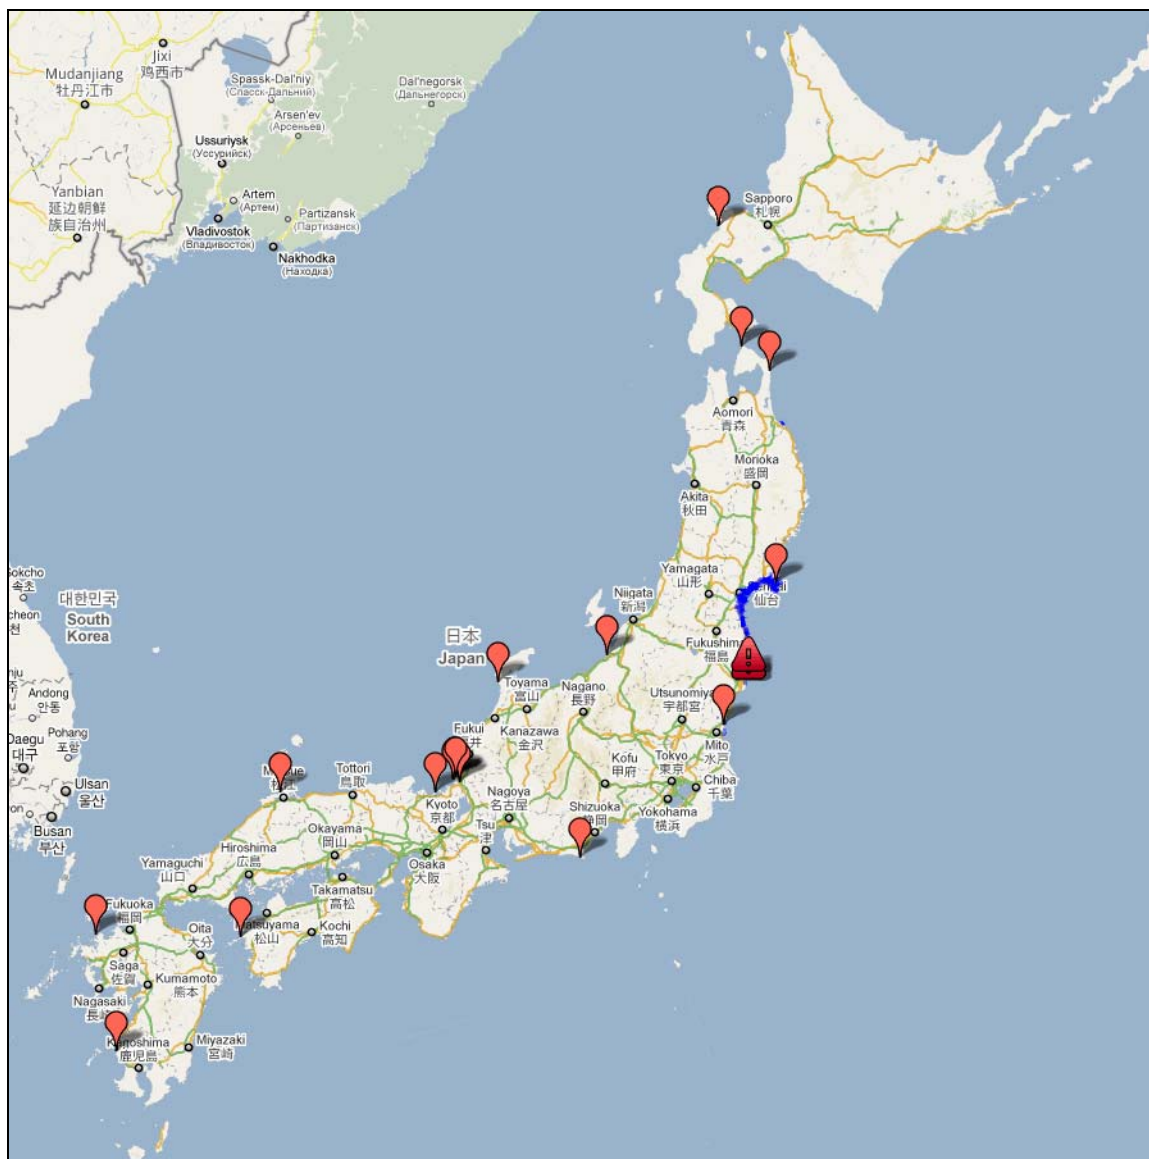 Jixi
鸡西市
Mudanjiang
牡丹江市
Spassk-Dal'niy
(Спасск-Дальний)
Dal'negorsk
(Дальнегорск)
Arsen'ev
(Арсеньев)
Ussuriysk
(Уссурийск)
Yanbian
延边朝鲜
族自治州
Artem
(Артем)
Partizansk
(Партизанск)
Vladivostok
(Владивосток)
Nakhodka
(Находка)
Sapporo
札幌
Aomori
青森
Morioka
盛岡
Akita
秋田
Yamagata
山形
仙台
Niigata
新潟
Fukushima
福島
Sokcho
속초
대한민국
South
Korea
日本
Japan
Toyama
富山
Nagano
長野
Utsunomiya
宇都宮
Andong
안동
Pohang
포항
Daegu
대구
Ulsan
울산
Busan
부산
Fukui
Kanazawa
金沢
Mito
水戸
Kofu
甲府
Tokyo
東京
Chiba
千葉
Tottori
鳥取
Kyoto
京都
Nagoya
名古屋
Shizuoka
Yokohama
横浜
Okayama
岡山
Tsu
津
Hiroshima
広島
Osaka
大阪
Yamaguchi
山口
Takamatsu
高松
Fukuoka
福岡
Oita
大分
松山
Kochi
高知
Saga
佐賀
Kumamoto
熊本
Nagasaki
Miyazaki
宮崎
鹿児島